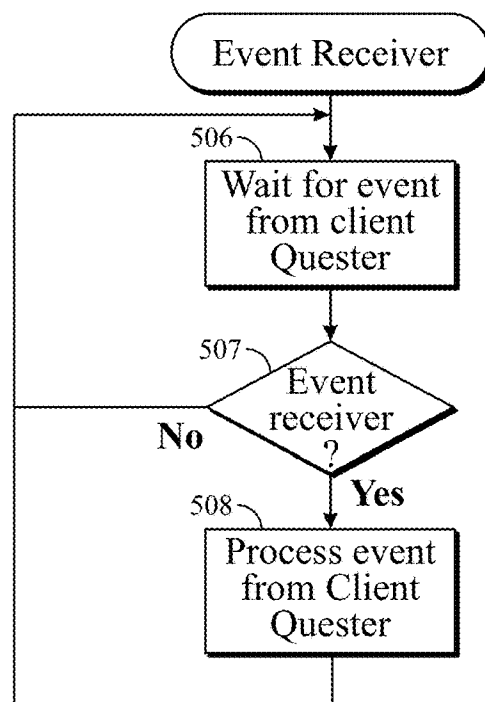 Event Receiver
506
Wait for event
from client
Quester
507
Event
receiver
?
No
Yes
508
Process event
from Client
Quester